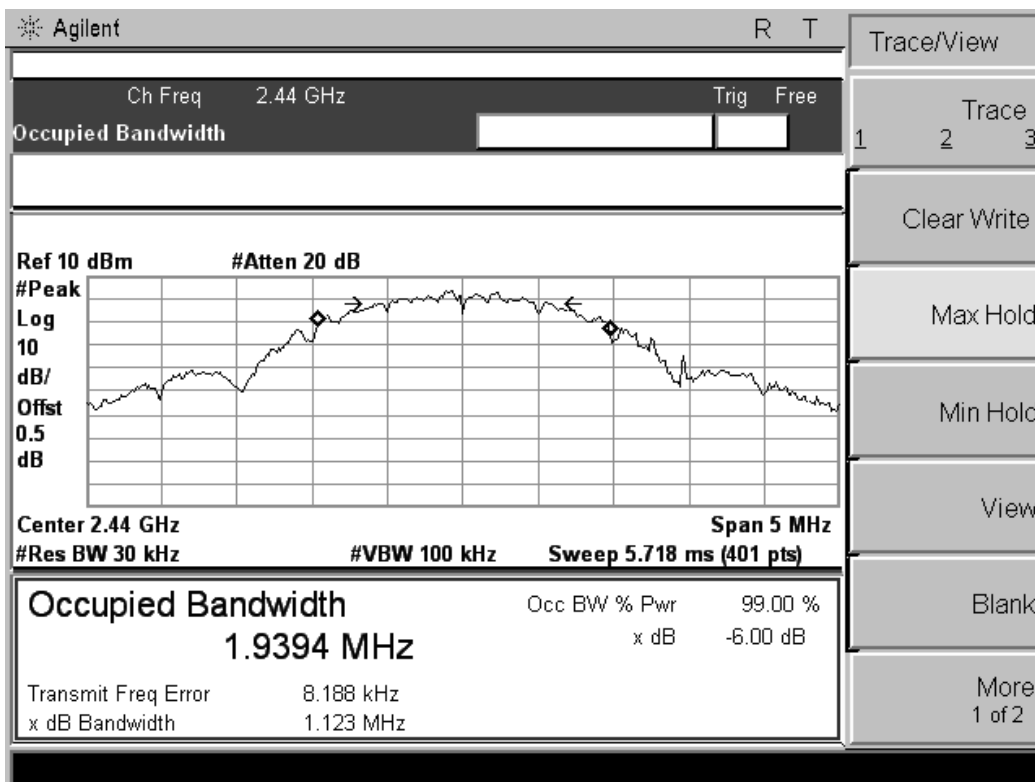 Agilent R T
Trace/View
Ch Freq 2.44 GHz Trig Free
Occupied Bandwidth
Trace
1 2 3
Clear Write
Ref 10 dBm #Atten 20 dB
#Peak
Log
10
dB/
Offst
0.5
dB
Max Hold
Min Hold
Center 2.44 GHz Span 5 MHz
#Res BW 30 kHz #VBW 100 kHz Sweep 5.718 ms (401 pts)
View
Occupied Bandwidth Occ BW % Pwr 99.00 %
1.9394 MHz x dB -6.00 dB
Transmit Freq Error 8.188 kHz
x dB Bandwidth 1.123 MHz
Blank
More
1 of 2